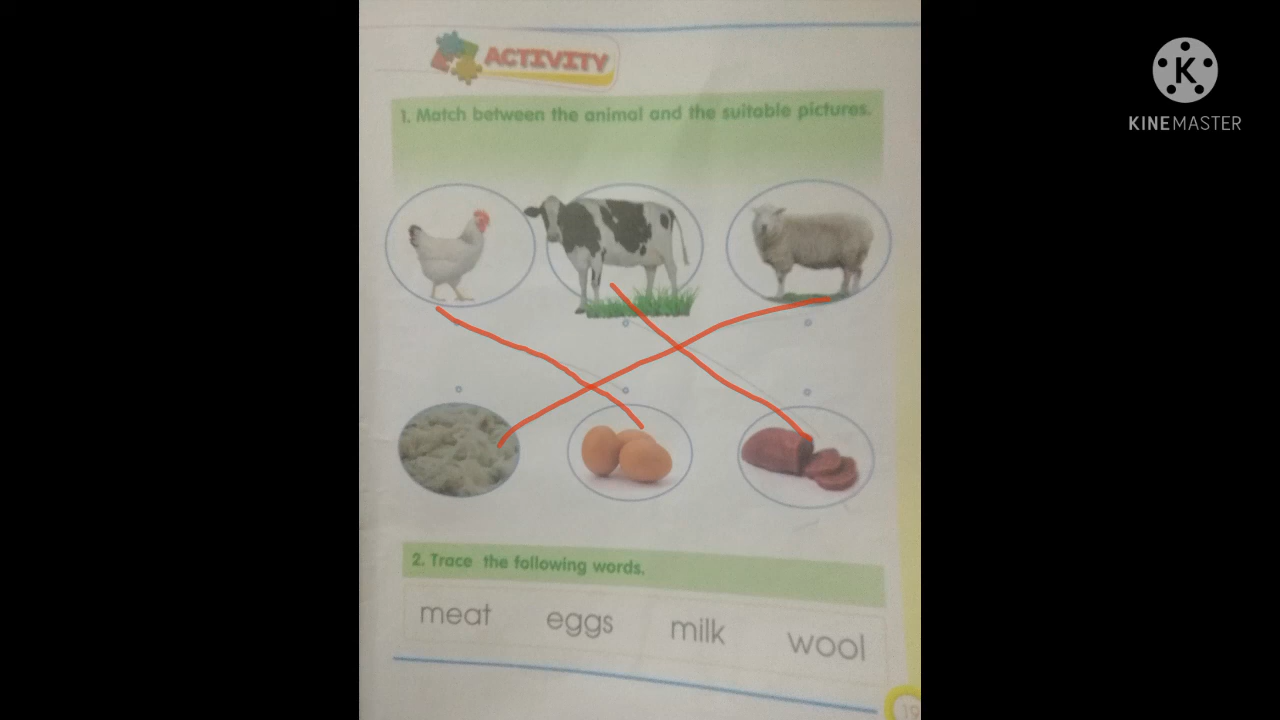 ACTIVITY
1. Match between the animal and the suitable pictures.
2. Trace the following words.
meat eggs milk wool
19
K
KINEMASTER